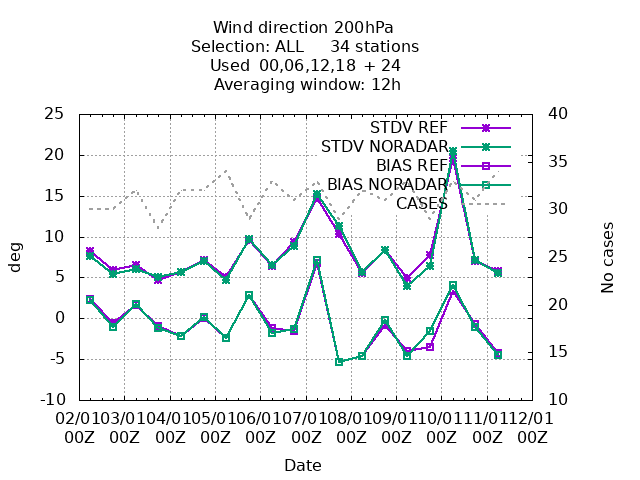 Wind direction 200hPa
Selection: ALL 34 stations
Used 00,06,12,18 + 24
Averaging window: 12h
25 40
STDV REF
STDV NORADAR
BIAS REF
BIAS NORADAR
CASES
20 35
15 30
10 25
5
0 20
-5 15
-10 10
deg
No cases
02/01 03/01 04/01 05/01 06/01 07/01 08/01 09/01 10/01 11/01 12/01
00Z 00Z 00Z 00Z 00Z 00Z 00Z 00Z 00Z 00Z 00Z
Date